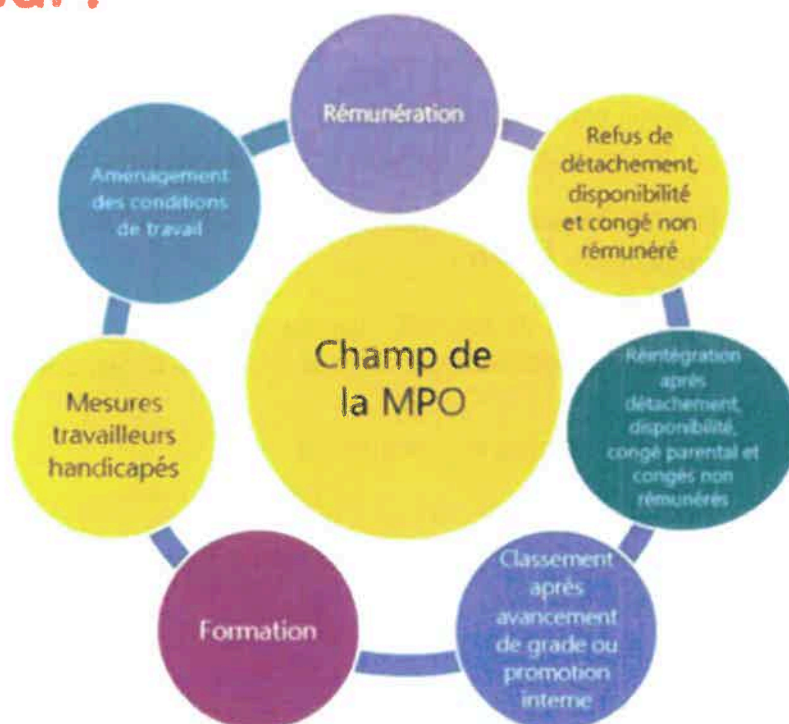 Rémunération
Refus de
détachement,
disponibilité
et congé non
rémunéré
Réintégration
après
détachement,
disponibilité,
congé parental et
congés non
rémunérés
Classement
après
avancement
de grade ou
promotion
interne
Formation
Mesures
travailleurs
handicapés
Aménagement
des conditions
de travail
Champ de
la MPO